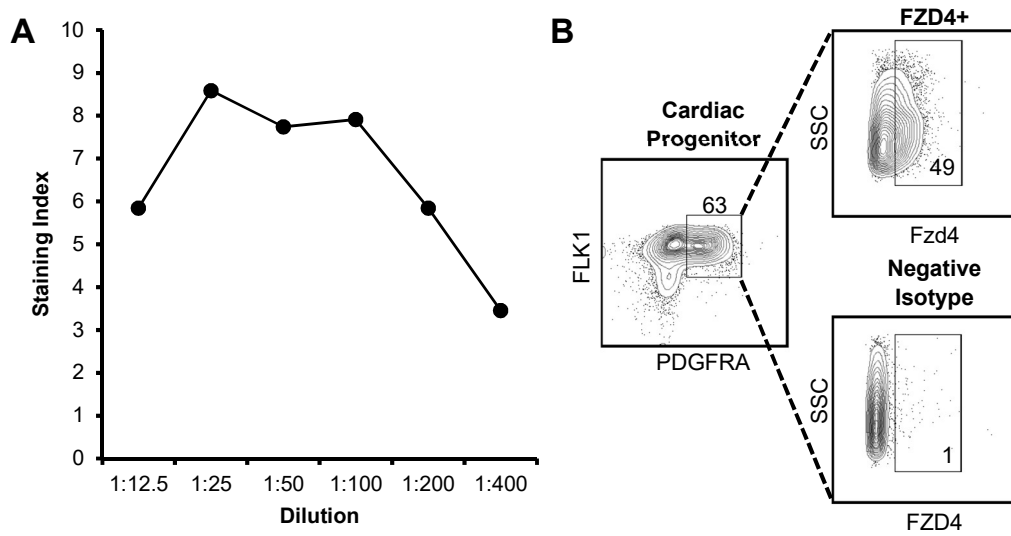 A
10
9
8
7
6
5
4
3
2
1
0
Staining Index
1:12.5 1:25 1:50 1:100 1:200 1:400
Dilution
B
Cardiac
Progenitor
63
FLK1
PDGFRA
FZD4+
SSC
49
Fzd4
Negative
Isotype
SSC
1
FZD4